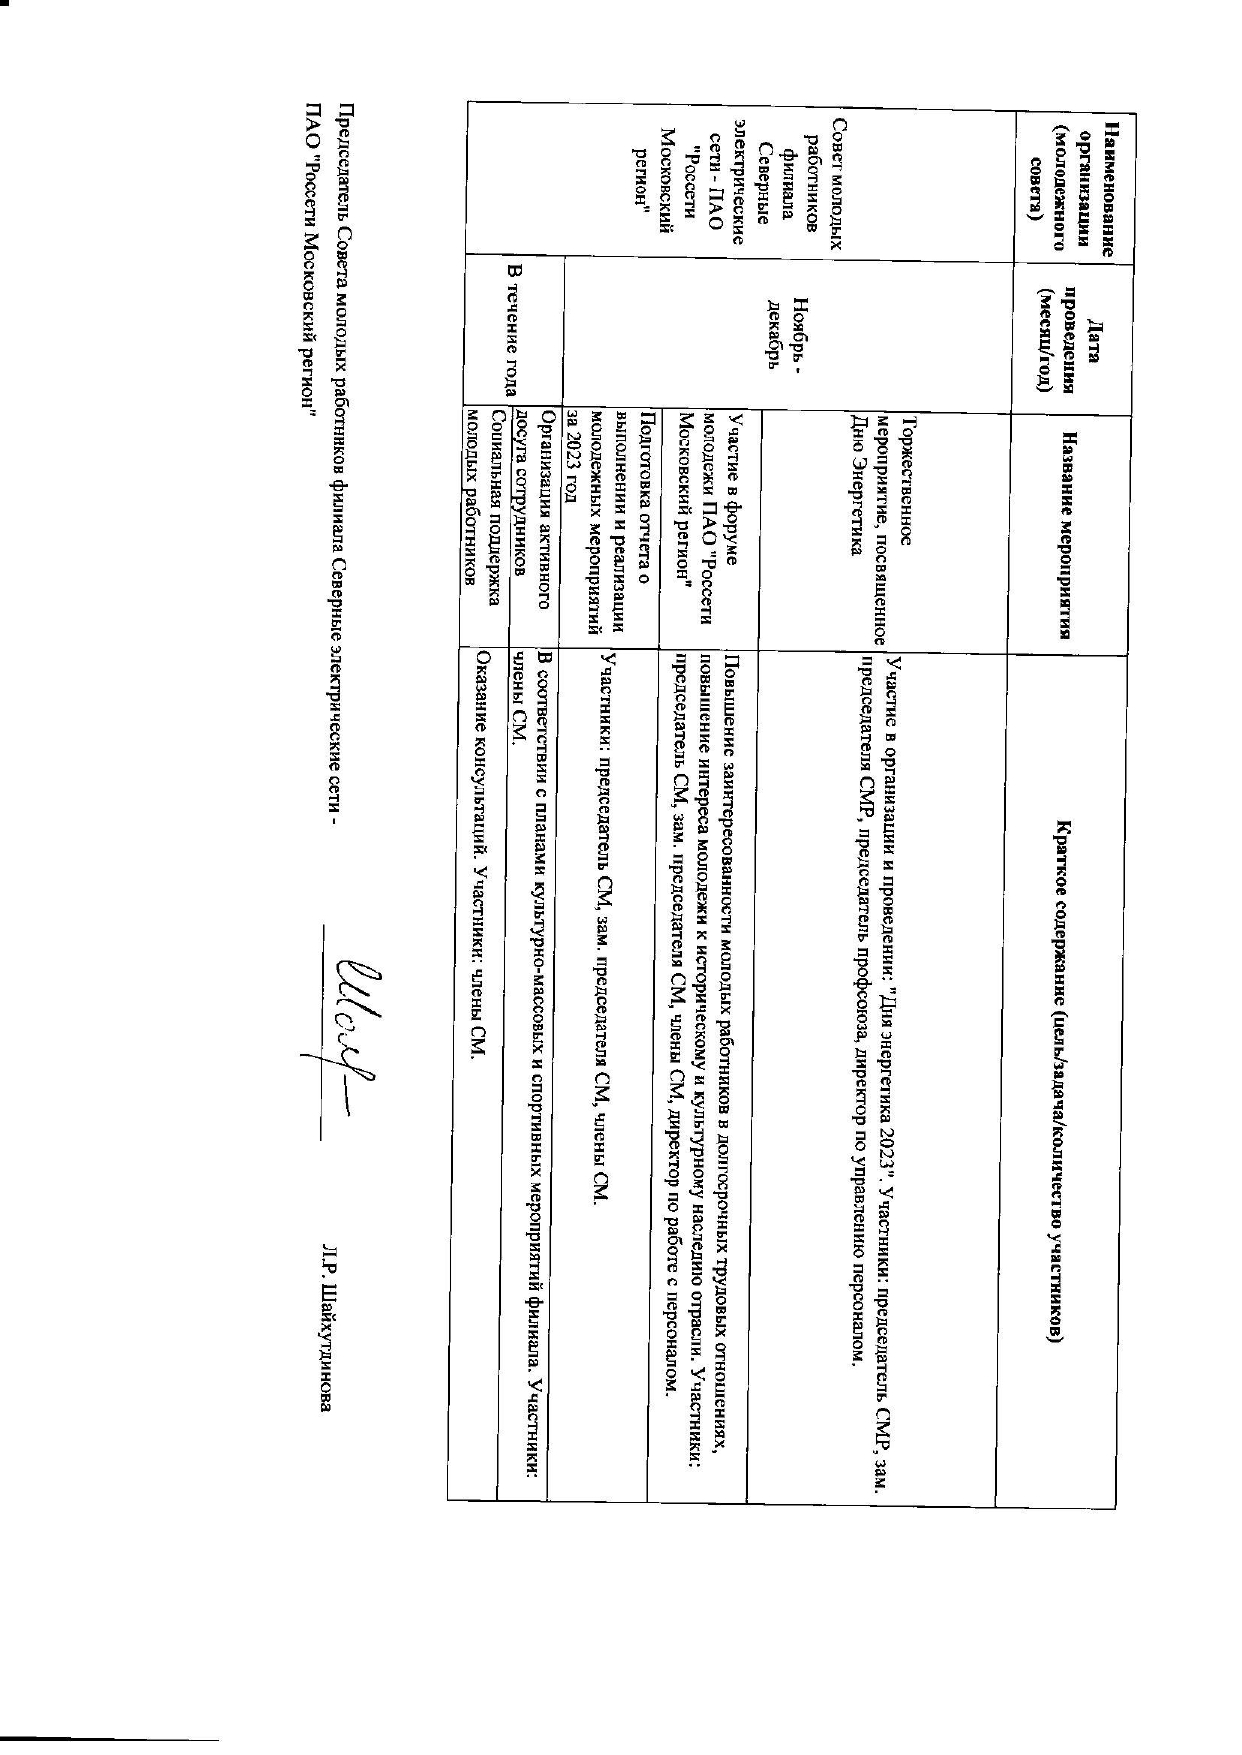 Наименование
организации
(молодежного
совета)
Дата
проведения
(месяц/год)
Название мероприятия
Краткое содержание (цель/задача/количество участников)
Совет молодых
работников
филиала
Северные
электрические
сети - ПАО
"Россети
Московский
регион"
Ноябрь -
декабрь
Торжественное
мероприятие, посвященное
Дню Энергетика
Участие в организации и проведении: "Дня энергетика 2023". Участники: председатель СМР, зам.
председателя СМР, председатель профсоюза, директор по управлению персоналом.
Участие в форуме
молодежи ПАО "Россети
Московский регион"
Повышение заинтересованности молодых работников в долгосрочных трудовых отношениях,
повышение интереса молодежи к историческому и культурному наследию отрасли. Участники:
председатель СМ, зам. председателя СМ, члены СМ, директор по работе с персоналом.
Подготовка отчета о
выполнении и реализации
молодежных мероприятий
за 2023 год
Участники: председатель СМ, зам. председателя СМ, члены СМ.
В течение года
Организация активного
досуга сотрудников
В соответствии с планами культурно-массовых и спортивных мероприятий филиала. Участники:
члены СМ.
Социальная поддержка
молодых работников
Оказание консультаций. Участники: члены СМ.
Председатель Совета молодых работников филиала Северные электрические сети -
ПАО "Россети Московский регион"
Л.Р. Шайхутдинова